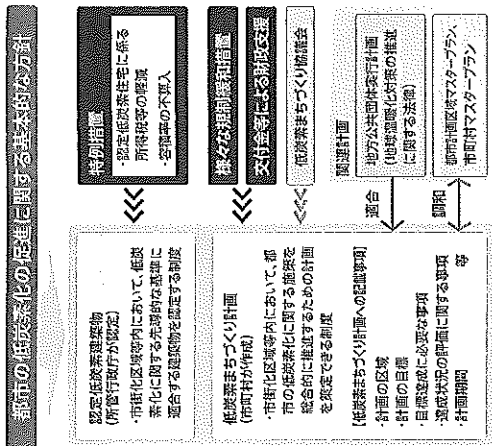 都市の低炭素化の促進に関する基本的な方針
認定低炭素建築物
(所管行政庁が認定)
・市街化区域等内において、低炭
素化に関する先導的な基準に
適合する建築物を認定する制度
特例措置
・認定低炭素住宅に係る
所得税等の軽減
・容積率の不算入
低炭素まちづくり計画
(市町村が作成)
・市街化区域等内において、都
市の低炭素化に関する施策を
総合的に推進するための計画
を策定できる制度
【低炭素まちづくり計画への記載事項】
・計画の区域
・計画の目標
・目標達成に必要な事項
・達成状況の評価に関する事項
・計画期間 等
様々な規制緩和措置
交付金等による財政支援
低炭素まちづくり協議会
関連計画
適合
地方公共団体実行計画
(地球温暖化対策の推進
に関する法律)
調和
都市計画区域マスタープラン、
市町村マスタープラン